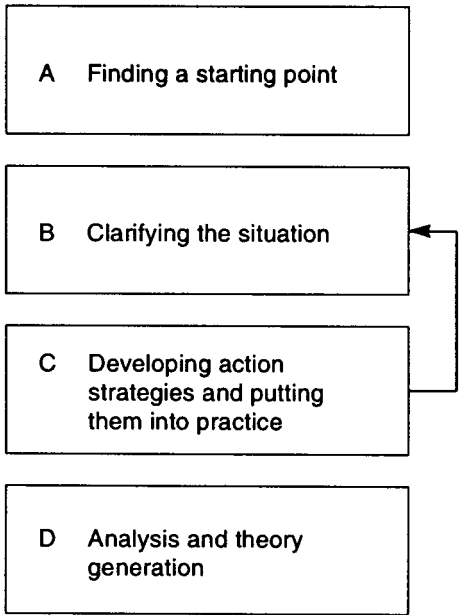 A Finding a starting point
B Clarifying the situation
C Developing action
strategies and putting
them into practice
D Analysis and theory
generation